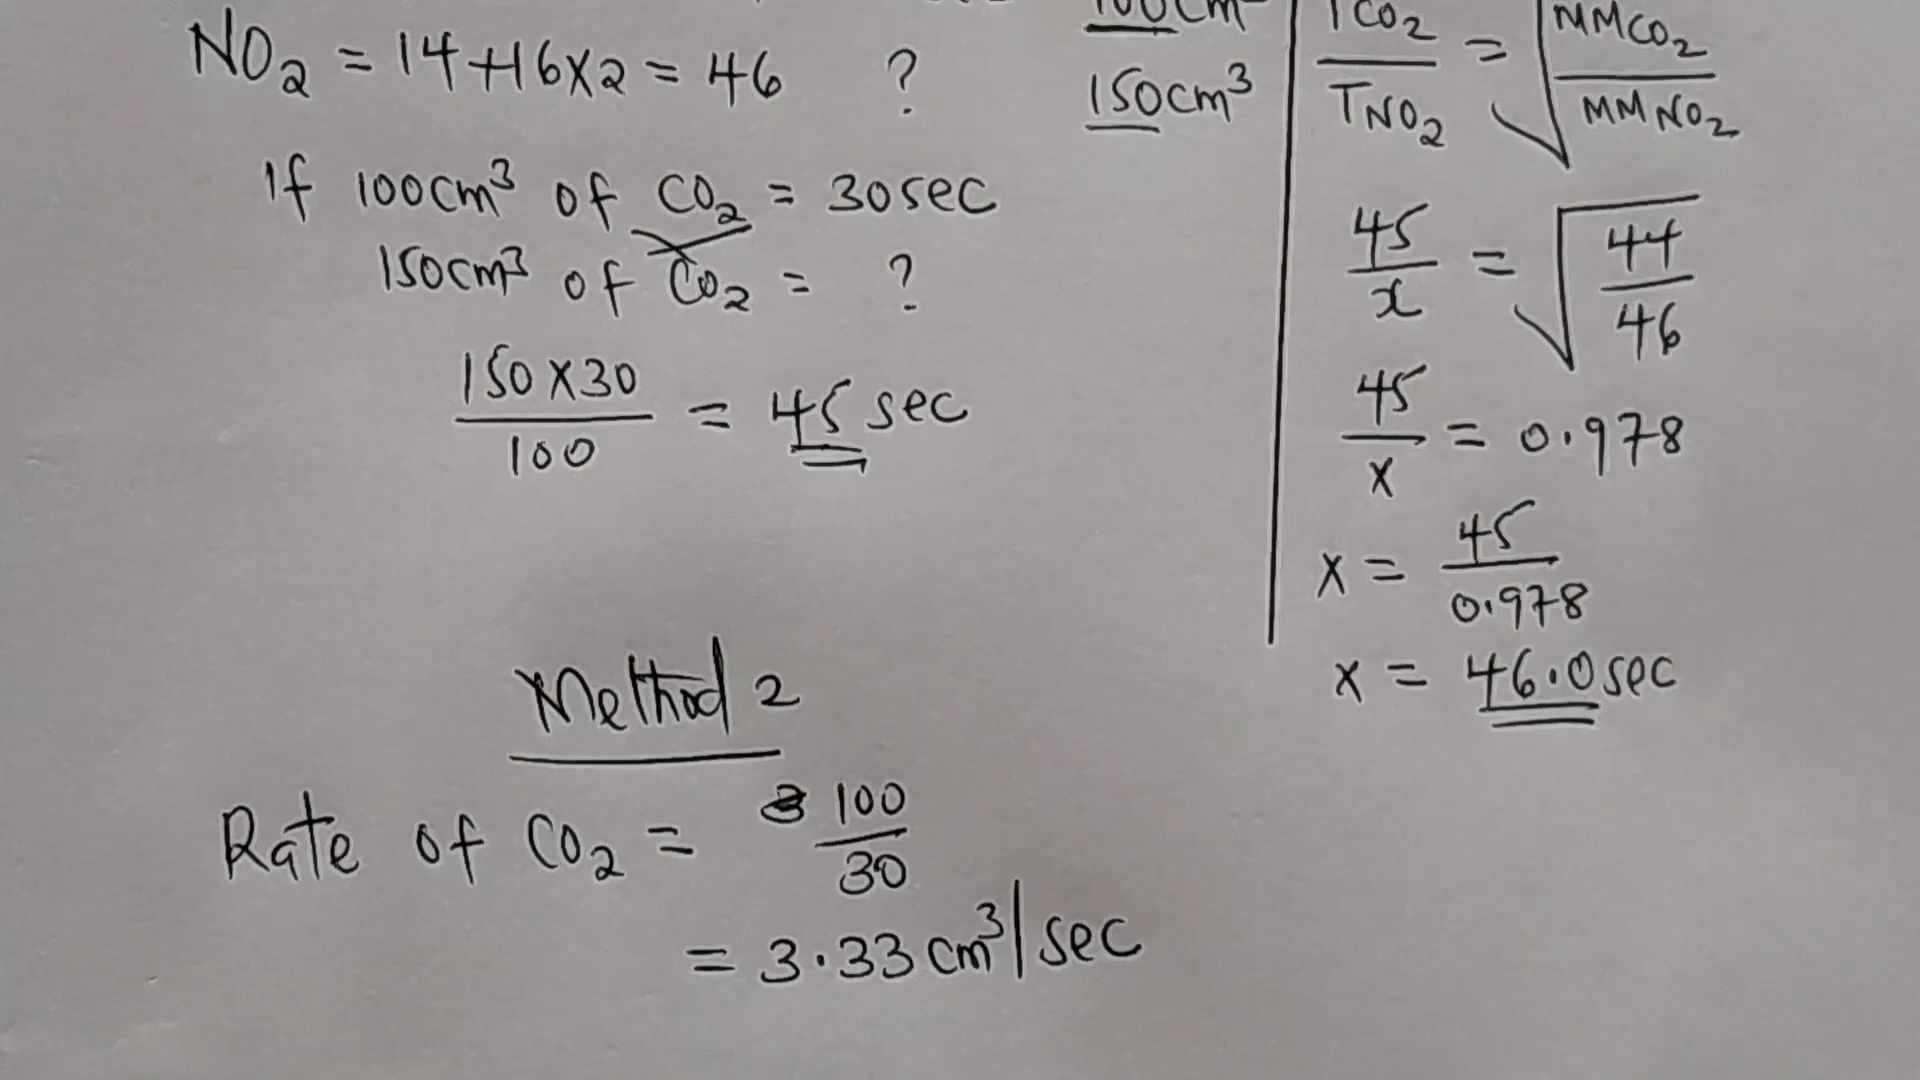 NO₂ = 14+16X2 = 46 ?
If 100cm³ of CO₂ = 30sec
150cm³ of CO₂ = ?
150X30
100
= 45 sec
150cm³
TCO₂
TNO₂
=
√MMCO₂
MMNO₂
45/x = √44/46
45/x = 0.978
x = 45/0.978
x = 46.0sec
Method 2
Rate of CO₂ = 100/30
= 3.33 cm³/sec